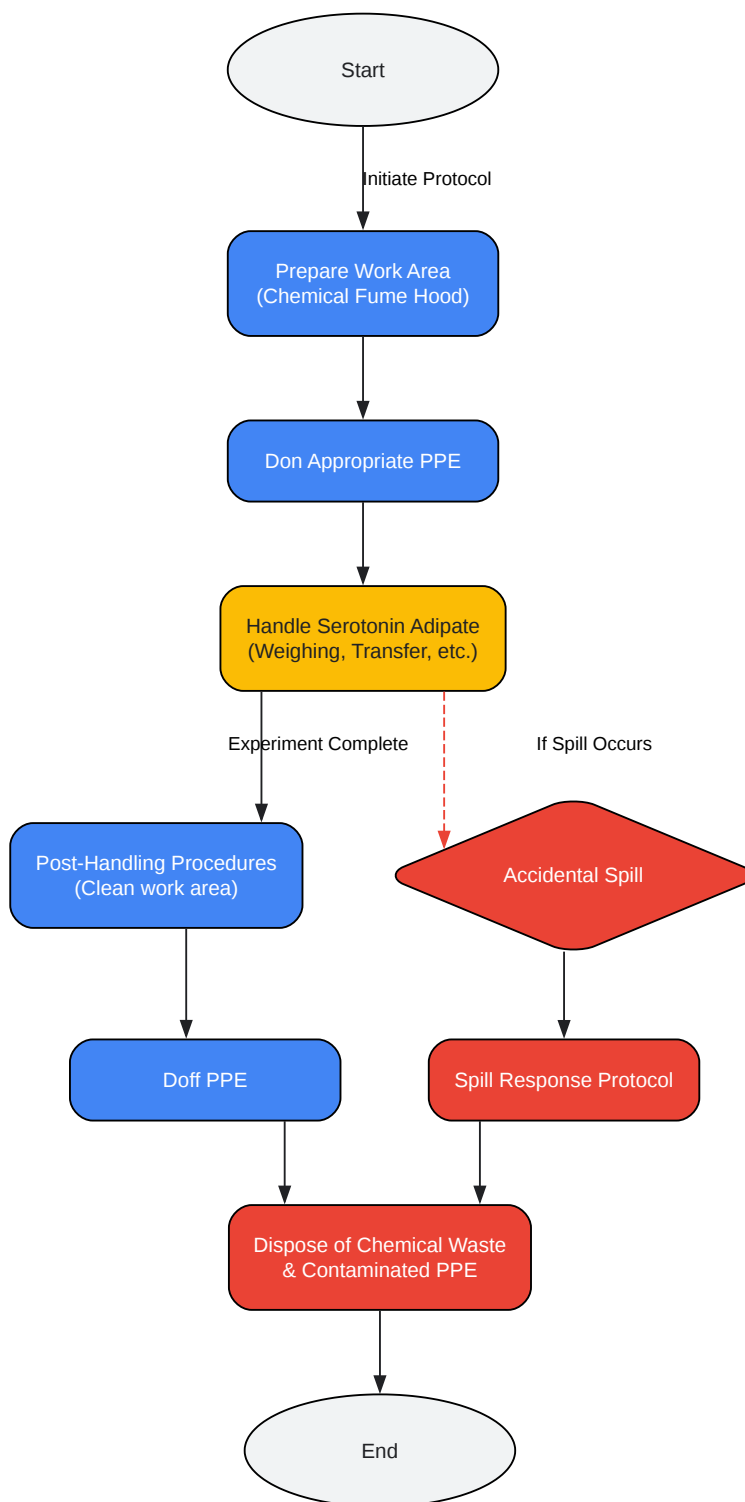 Start
Initiate Protocol
Prepare Work Area
(Chemical Fume Hood)
Don Appropriate PPE
Handle Serotonin Adipate
(Weighing, Transfer, etc.)
Experiment Complete
If Spill Occurs
Post-Handling Procedures
(Clean work area)
Accidental Spill
Doff PPE
Spill Response Protocol
Dispose of Chemical Waste
& Contaminated PPE
End